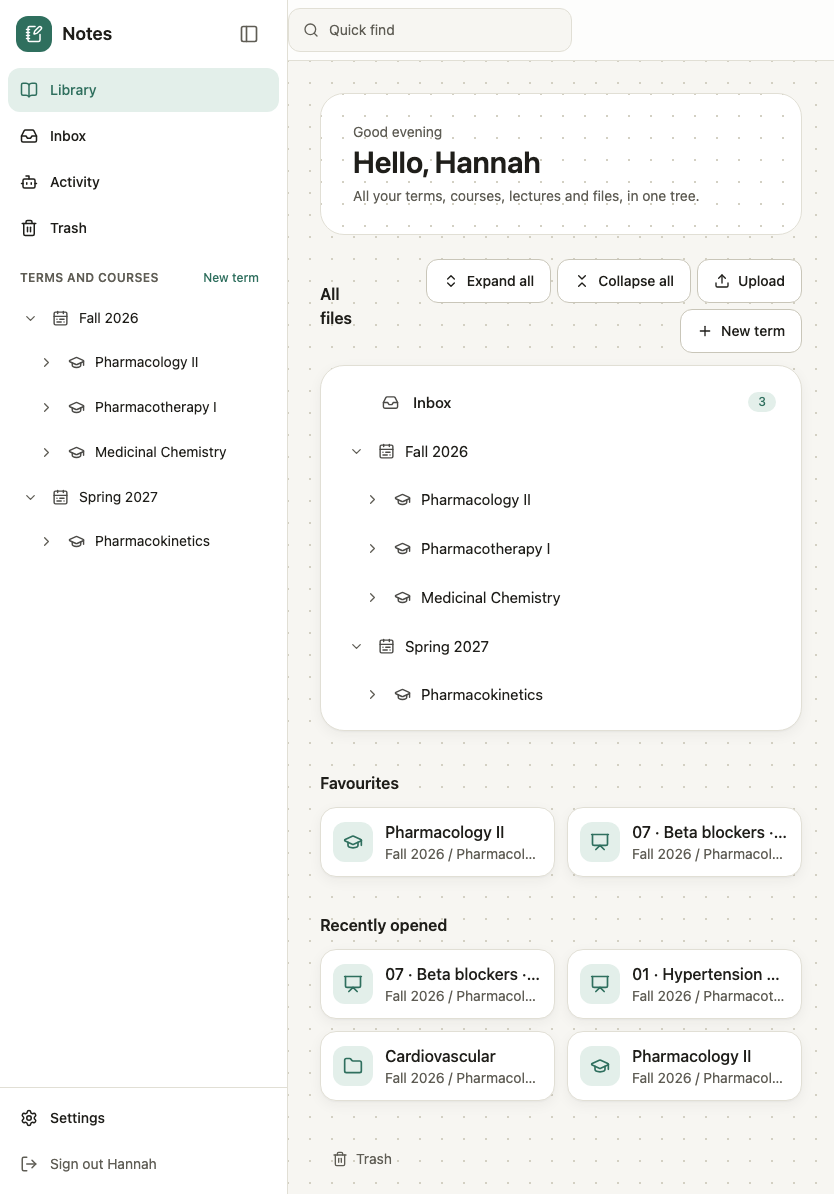 Notes
Library
Inbox
Activity
Trash
TERMS AND COURSES
New term
Fall 2026
Pharmacology II
Pharmacotherapy I
Medicinal Chemistry
Spring 2027
Pharmacokinetics
Settings
Sign out Hannah
Quick find
Good evening
Hello, Hannah
All your terms, courses, lectures and files, in one tree.
All
files
Expand all
Collapse all
Upload
New term
Inbox
3
Fall 2026
Pharmacology II
Pharmacotherapy I
Medicinal Chemistry
Spring 2027
Pharmacokinetics
Favourites
Pharmacology II
Fall 2026 / Pharmacol...
07 · Beta blockers ·...
Fall 2026 / Pharmacol...
Recently opened
07 · Beta blockers ·...
Fall 2026 / Pharmacol...
01 · Hypertension ...
Fall 2026 / Pharmacot...
Cardiovascular
Fall 2026 / Pharmacol...
Pharmacology II
Fall 2026 / Pharmacol...
Trash